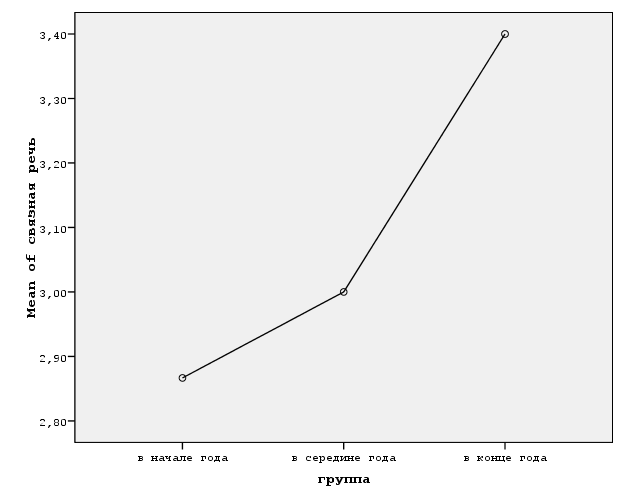 Mean of связная речь
3,40
3,30
3,20
3,10
3,00
2,90
2,80
в начале года
в середине года
в конце года
группа